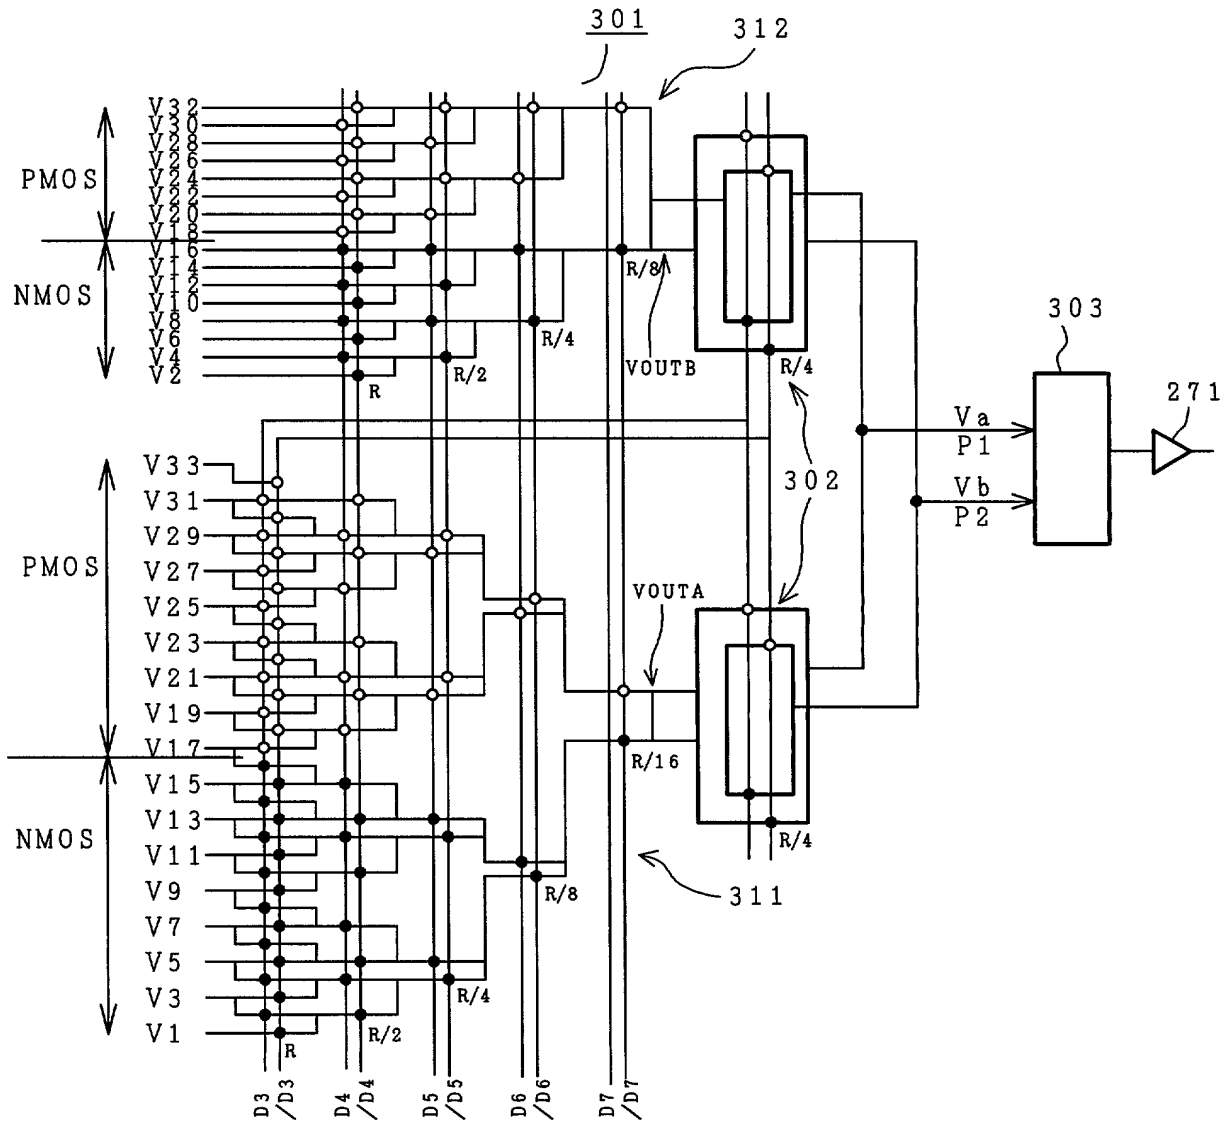 301
312
V32
V30
V28
V26
V24
V22
V20
V18
V16
V14
V12
V10
V8
V6
V4
V2
PMOS
NMOS
R
R/2
R/4
R/8
VOUTB
R/4
302
303
271
Va
P1
Vb
P2
V33
V31
V29
V27
V25
V23
V21
V19
V17
V15
V13
V11
V9
V7
V5
V3
V1
PMOS
NMOS
VOUTA
R/16
R/4
311
R/8
R/4
R/2
R
D3
/D3
D4
/D4
D5
/D5
D6
/D6
D7
/D7